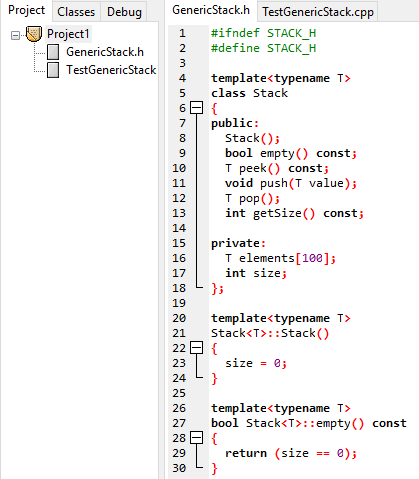 Project Classes Debug
Project1
GenericStack.h
TestGenericStack
GenericStack.h TestGenericStack.cpp
1 #ifndef STACK_H
2 #define STACK_H
3
4 template<typename T>
5 class Stack
6 {
7 public:
8 Stack();
9 bool empty() const;
10 T peek() const;
11 void push(T value);
12 T pop();
13 int getSize() const;
14
15 private:
16 T elements[100];
17 int size;
18 };
19
20 template<typename T>
21 Stack<T>::Stack()
22 {
23 size = 0;
24 }
25
26 template<typename T>
27 bool Stack<T>::empty() const
28 {
29 return (size == 0);
30 }